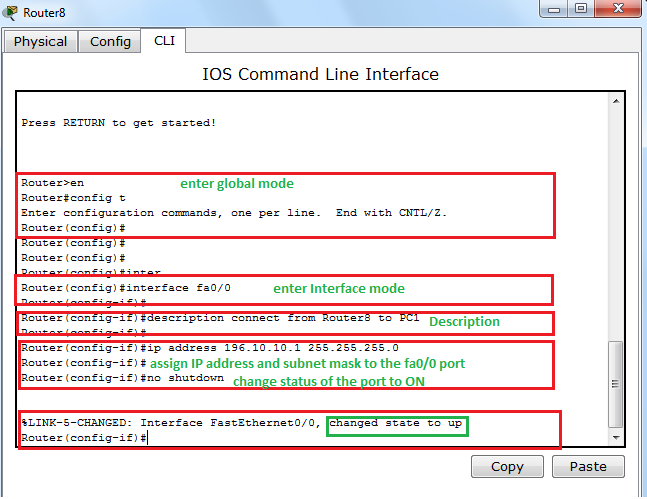 Router8
Physical Config CLI
IOS Command Line Interface
Press RETURN to get started!
Router>en enter global mode
Router#config t
Enter configuration commands, one per line.  End with CNTL/Z.
Router(config)#
Router(config)#
Router(config)#
Router(config)#inter
Router(config)#interface fa0/0 enter Interface mode
Router(config-if)#
Router(config-if)#description connect from Router8 to PC1 Description
Router(config-if)#
Router(config-if)#ip address 196.10.10.1 255.255.255.0
Router(config-if)# assign IP address and subnet mask to the fa0/0 port
Router(config-if)#no shutdown change status of the port to ON
%LINK-5-CHANGED: Interface FastEthernet0/0, changed state to up
Router(config-if)#
Copy Paste